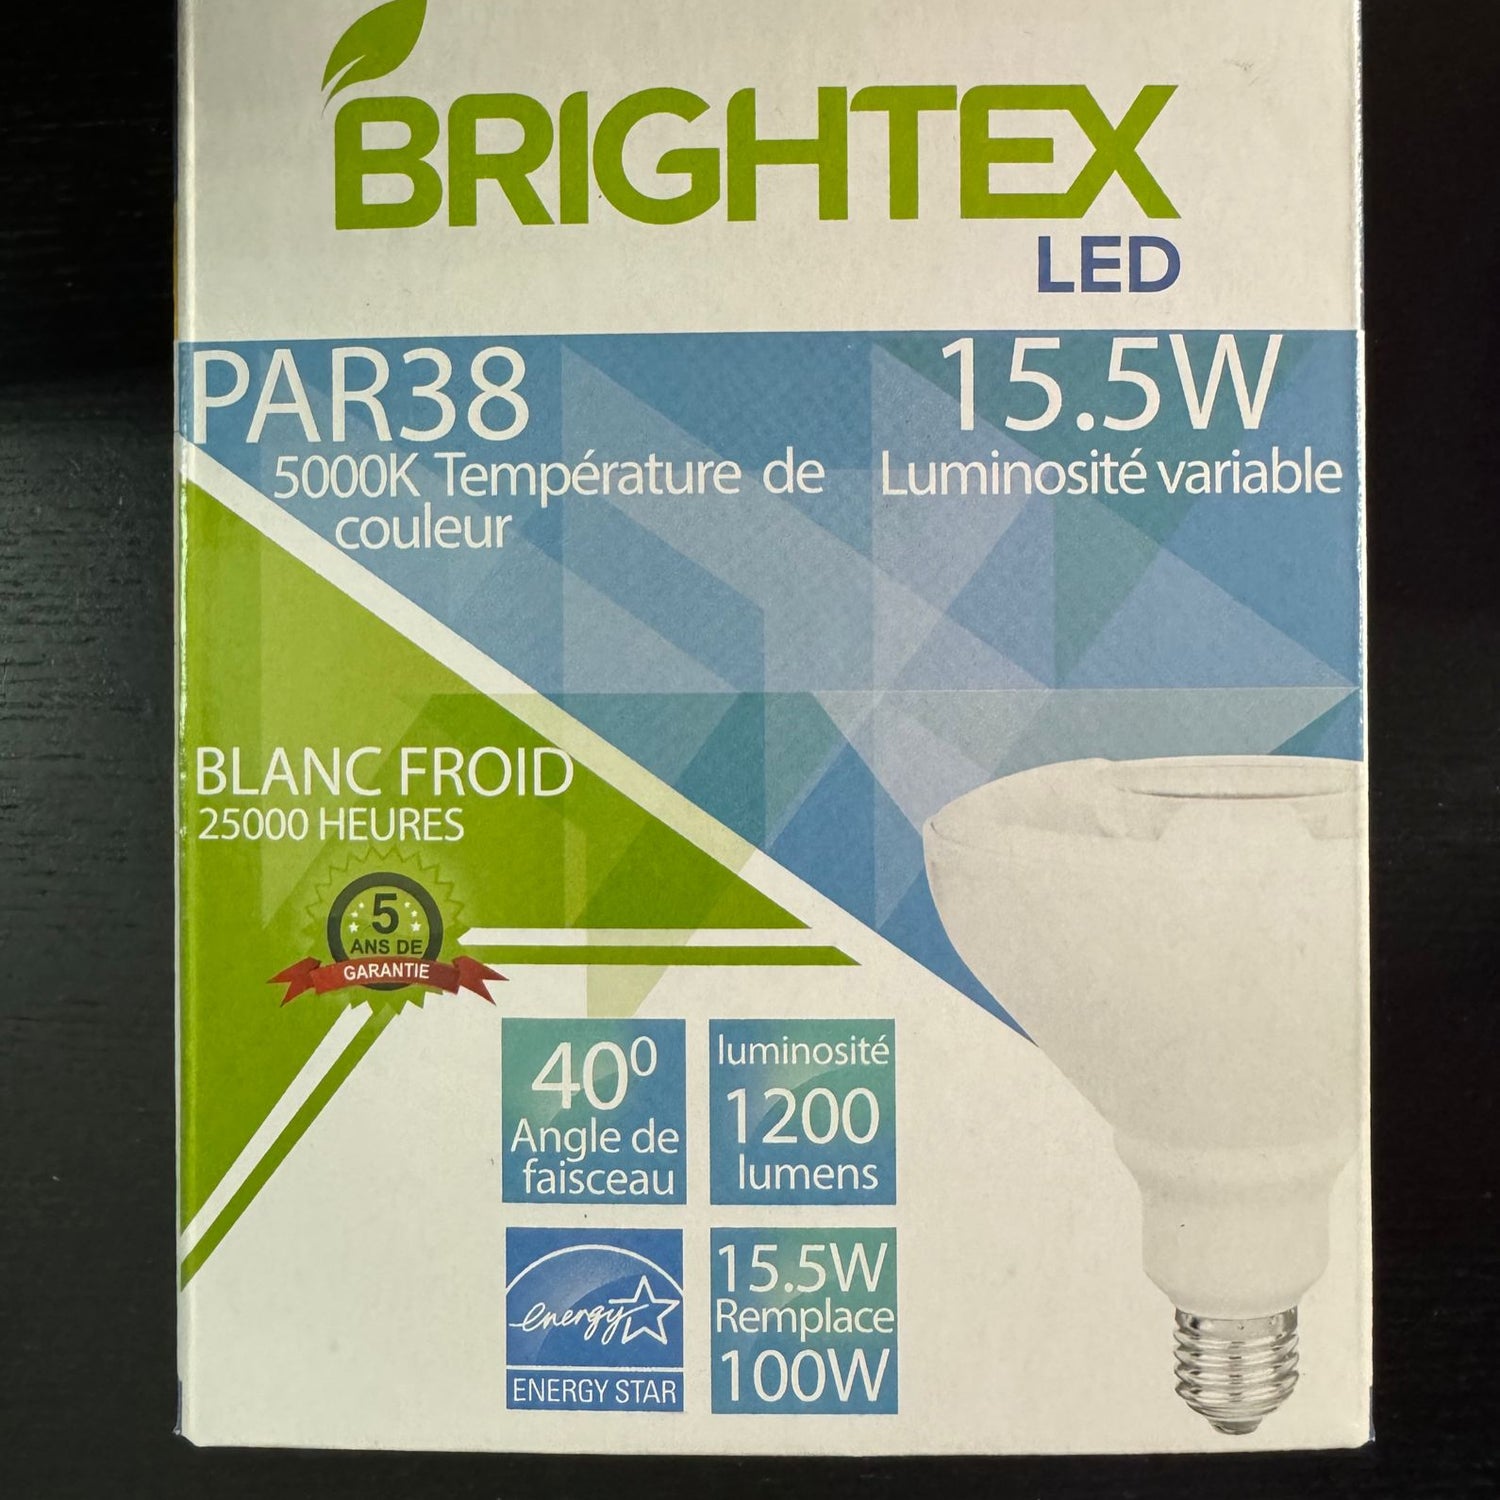 BRIGHTEX
LED
PAR38
5000K Température de
couleur
15.5W
Luminosité variable
BLANC FROID
25000 HEURES
5
ANS DE
GARANTIE
40⁰
Angle de
faisceau
luminosité
1200
lumens
energy
ENERGY STAR
15.5W
Remplace
100W